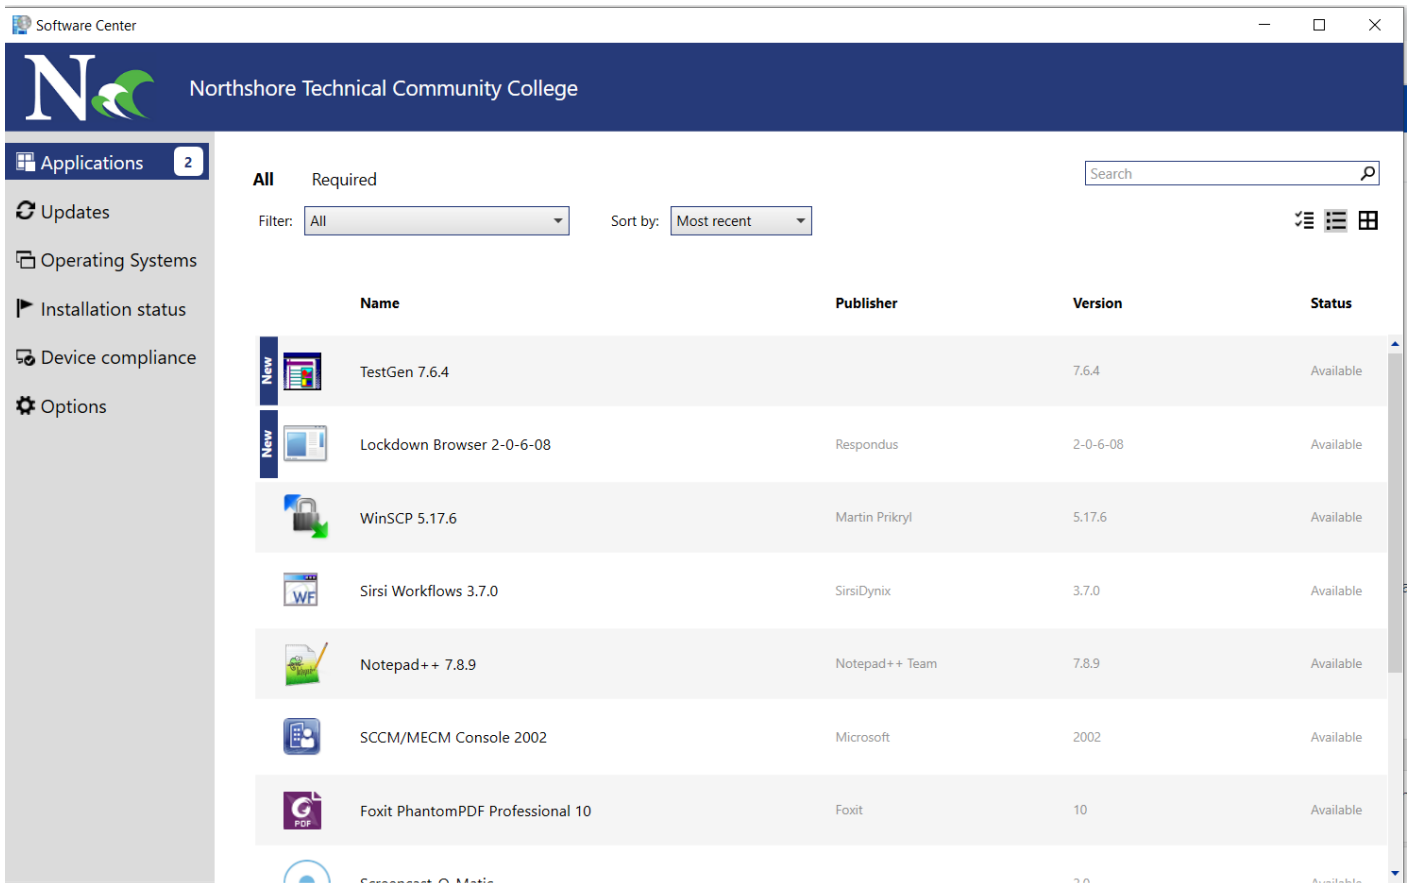 Software Center
N
Northshore Technical Community College
Applications 2
Updates
Operating Systems
Installation status
Device compliance
Options
All Required
Search
Filter: All Sort by: Most recent
Name Publisher Version Status
New TestGen 7.6.4 7.6.4 Available
New Lockdown Browser 2-0-6-08 Respondus 2-0-6-08 Available
WinSCP 5.17.6 Martin Prikryl 5.17.6 Available
WF Sirsi Workflows 3.7.0 SirsiDynix 3.7.0 Available
Notepad++ 7.8.9 Notepad++ Team 7.8.9 Available
SCCM/MECM Console 2002 Microsoft 2002 Available
PDF Foxit PhantomPDF Professional 10 Foxit 10 Available
Screencast-O-Matic 2.0 Available